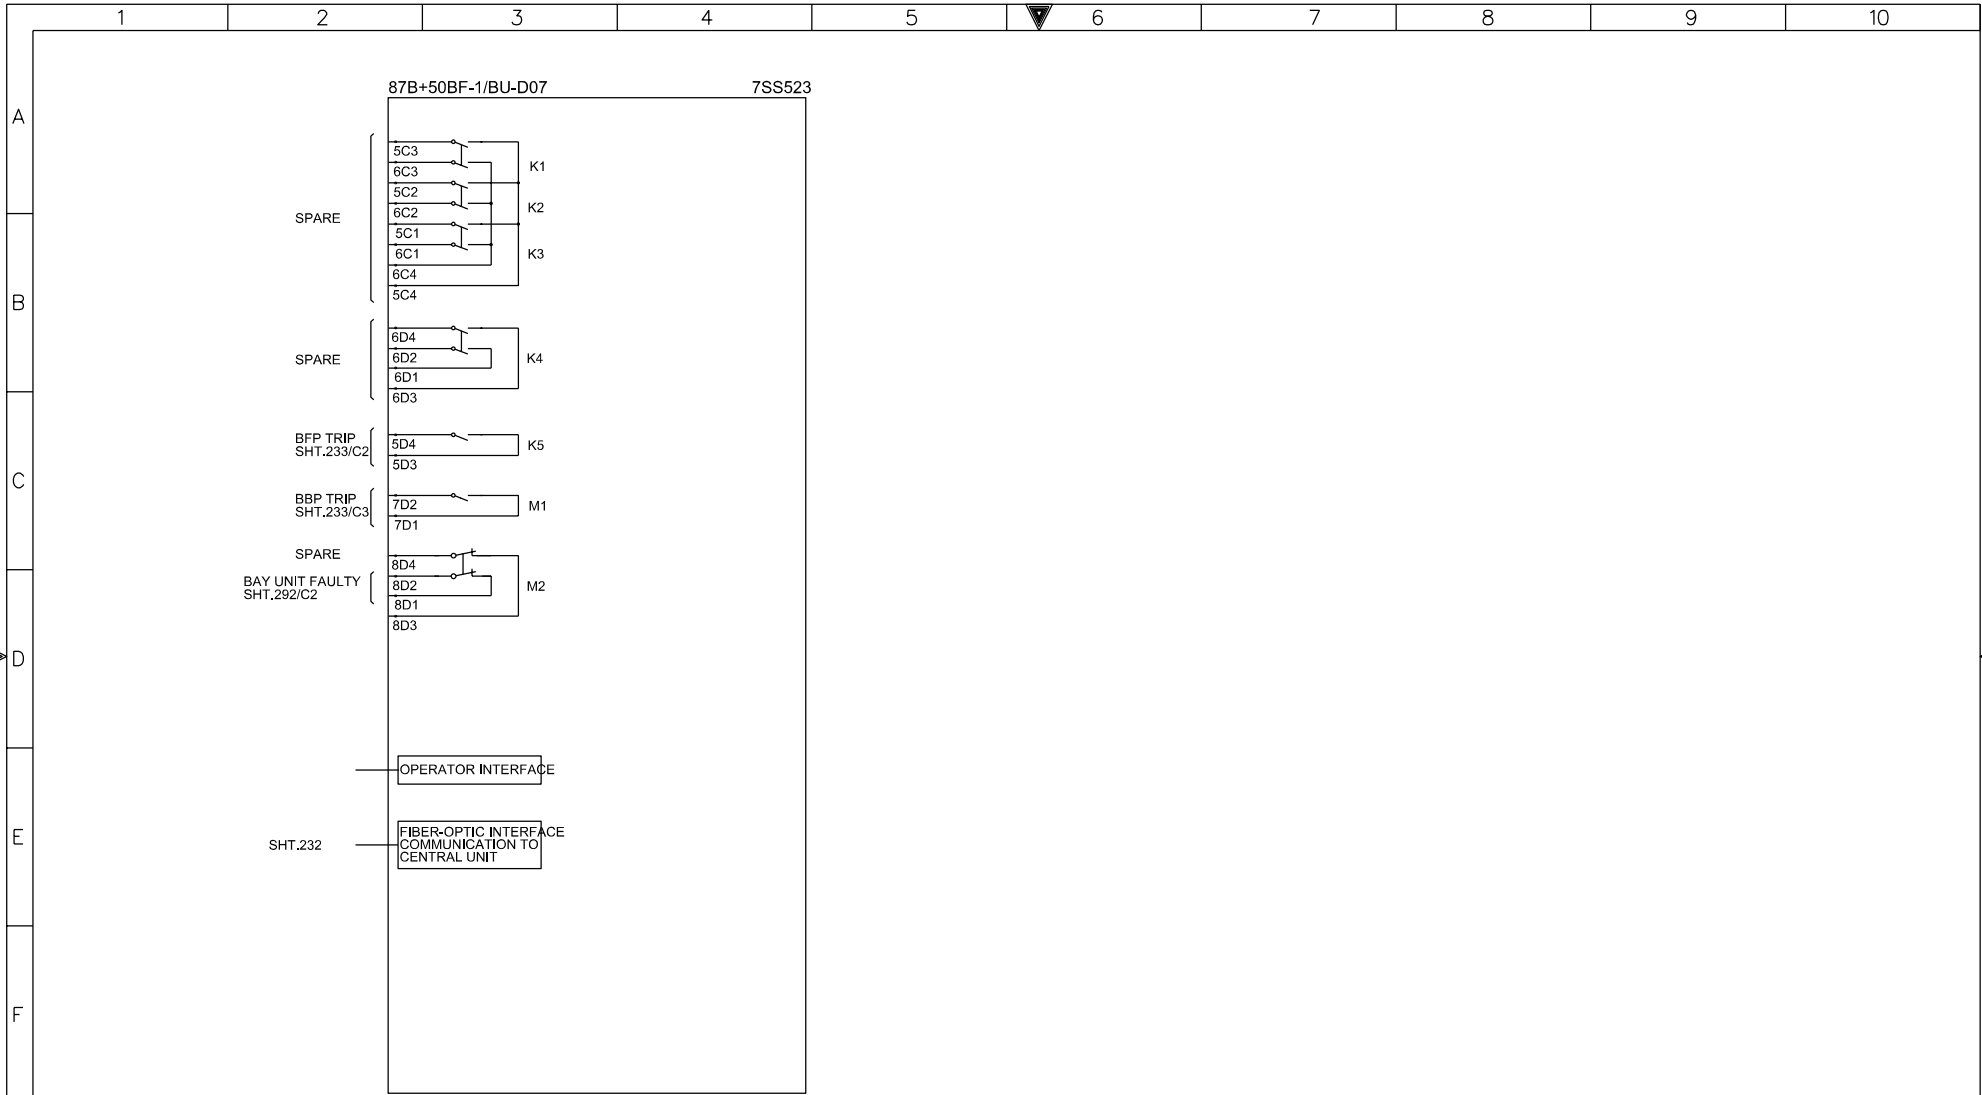 1 2 3 4 5 6 7 8 9 10
87B+50BF-1/BU-D07 7SS523
A
5C3
K1
6C3
5C2
SPARE
K2
6C2
5C1
6C1
K3
6C4
B
5C4
6D4
SPARE
6D2
K4
6D1
6D3
BFP TRIP
SHT.233/C2
5D4
K5
5D3
C
BBP TRIP
SHT.233/C3
7D2
M1
7D1
SPARE
8D4
BAY UNIT FAULTY
SHT.292/C2
8D2
M2
8D1
8D3
D
OPERATOR INTERFACE
E
SHT.232
FIBER-OPTIC INTERFACE
COMMUNICATION TO
CENTRAL UNIT
F